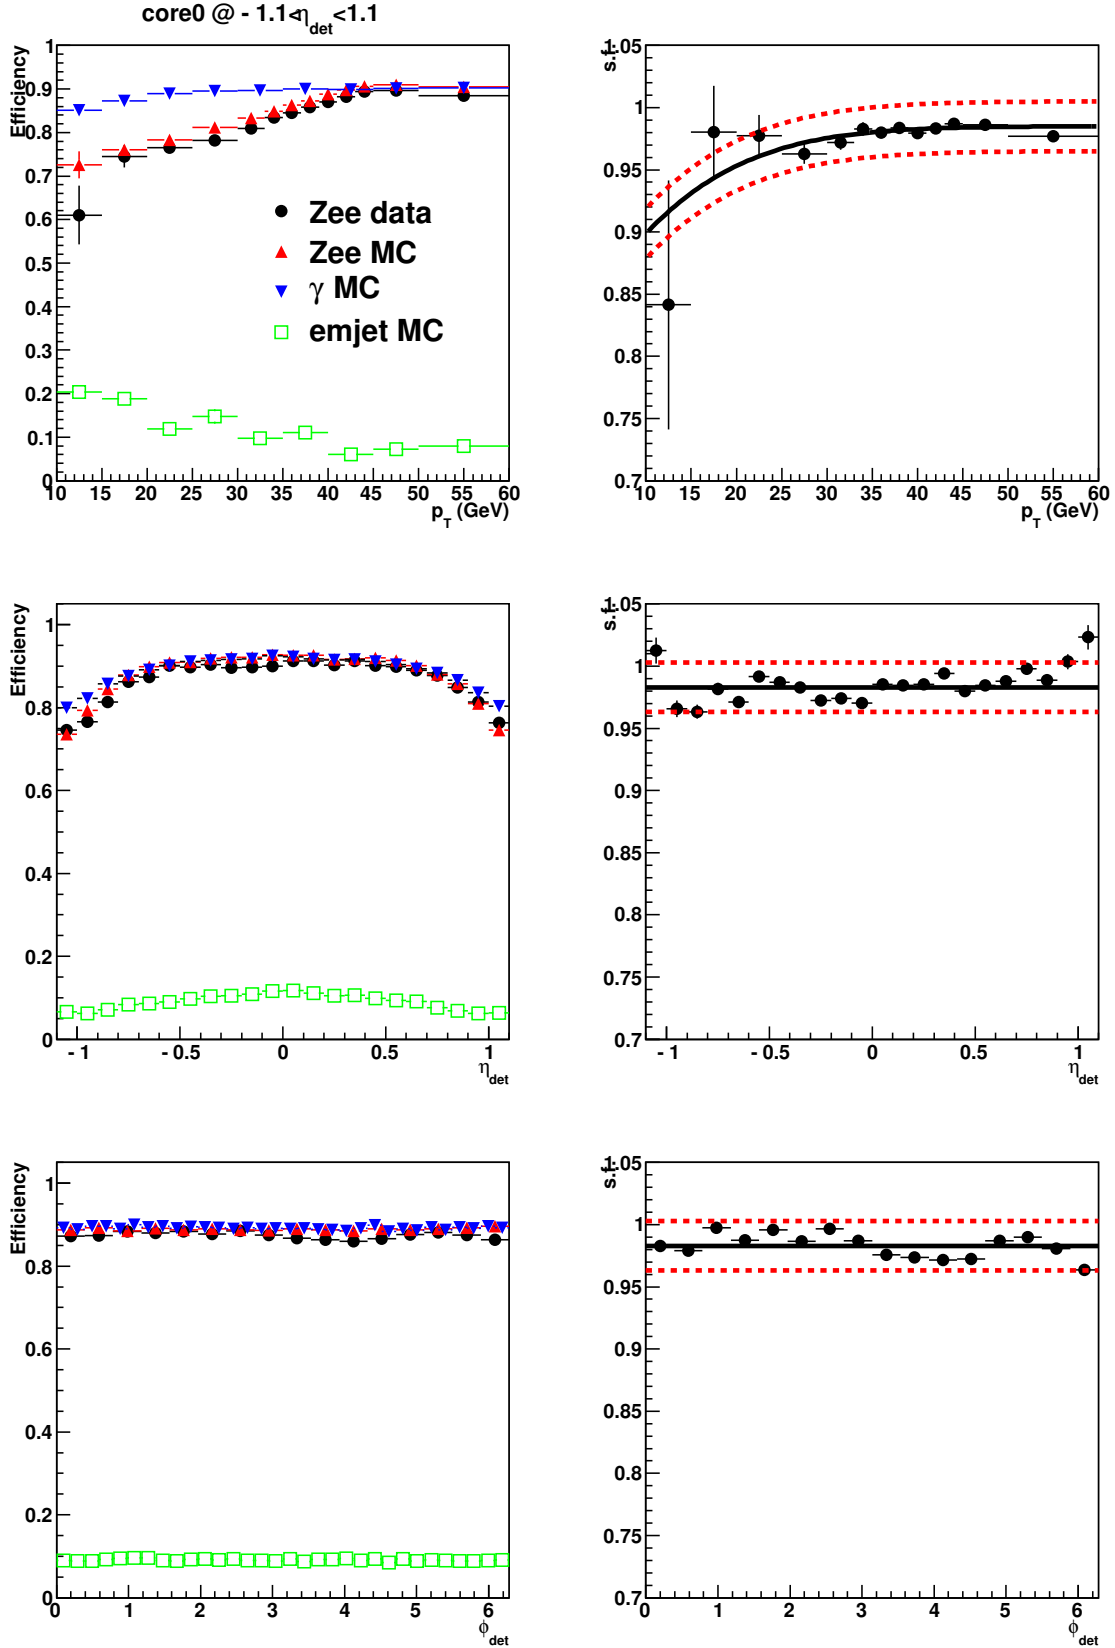 core0 @ - 1.1<η_det<1.1
Efficiency
1
0.9
0.8
0.7
0.6
0.5
0.4
0.3
0.2
0.1
0
10 15 20 25 30 35 40 45 50 55 60
p_T (GeV)
Zee data
Zee MC
γ MC
emjet MC
s.f.
1.05
1
0.95
0.9
0.85
0.8
0.75
0.7
10 15 20 25 30 35 40 45 50 55 60
p_T (GeV)
Efficiency
1
0.8
0.6
0.4
0.2
0
- 1 - 0.5 0 0.5 1
η_det
s.f.
1.05
1
0.95
0.9
0.85
0.8
0.75
0.7
- 1 - 0.5 0 0.5 1
η_det
Efficiency
1
0.8
0.6
0.4
0.2
0
0 1 2 3 4 5 6
ϕ_det
s.f.
1.05
1
0.95
0.9
0.85
0.8
0.75
0.7
0 1 2 3 4 5 6
ϕ_det